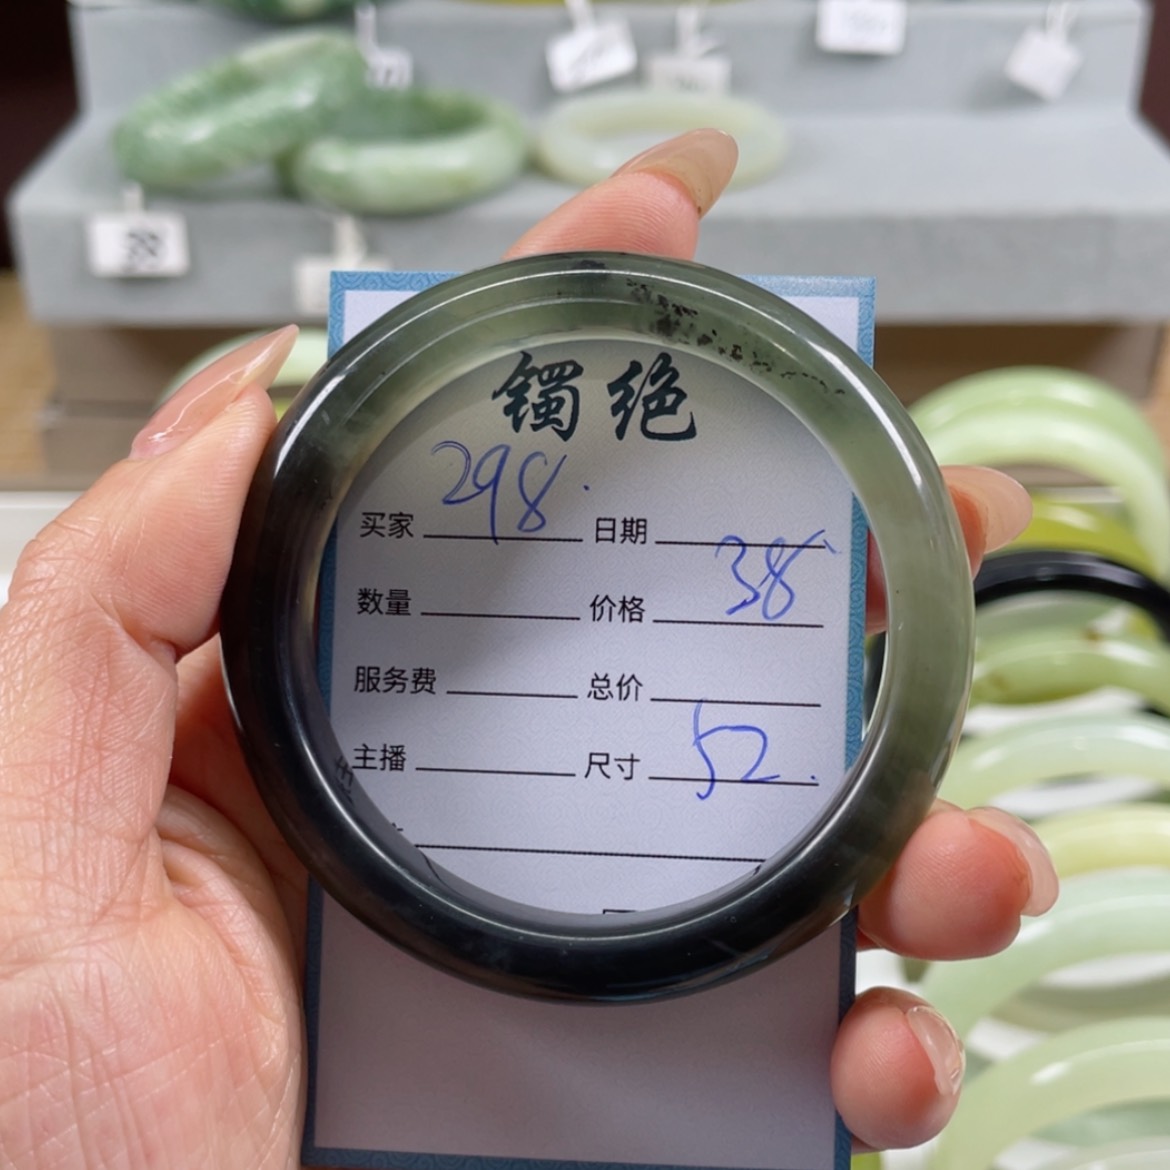 镯绝
298.
买家 日期
38
数量 价格
服务费 总价
52.
主播 尺寸